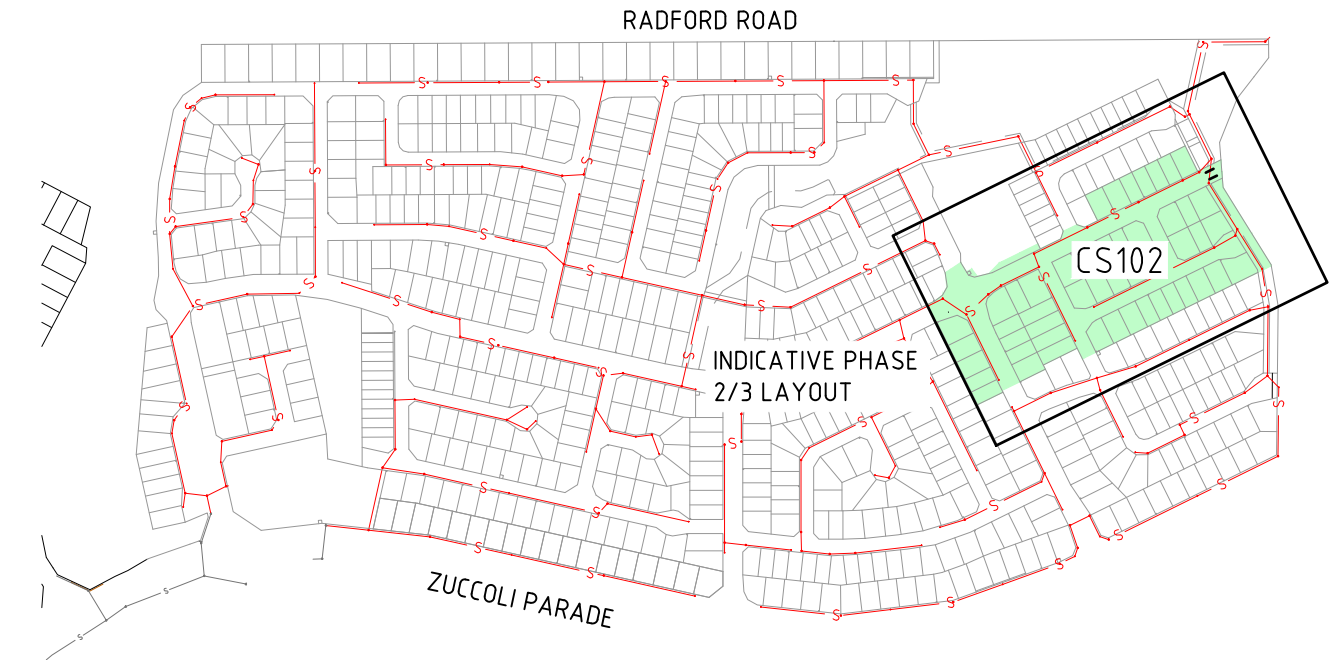 RADFORD ROAD
CS102
INDICATIVE PHASE
2/3 LAYOUT
ZUCCOLI PARADE